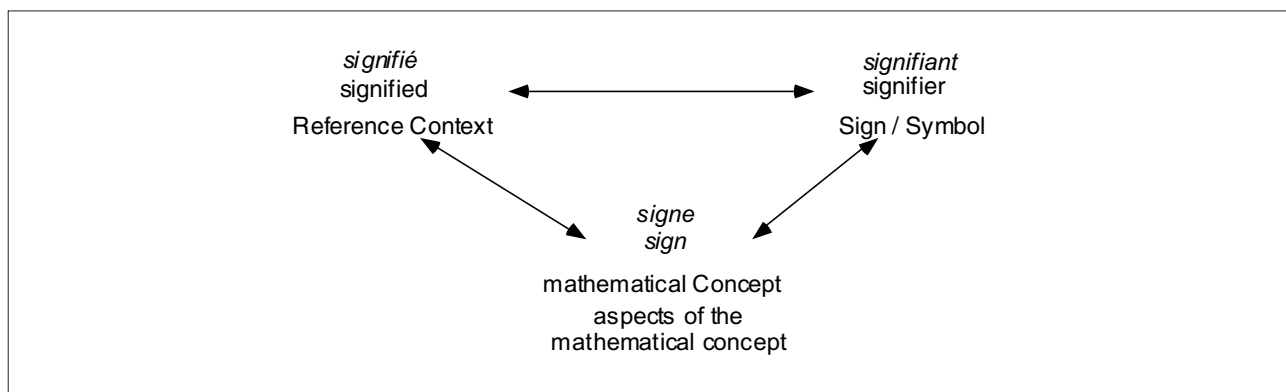 signifié
signified
Reference Context
signifiant
signifier
Sign / Symbol
signe
sign
mathematical Concept
aspects of the
mathematical concept